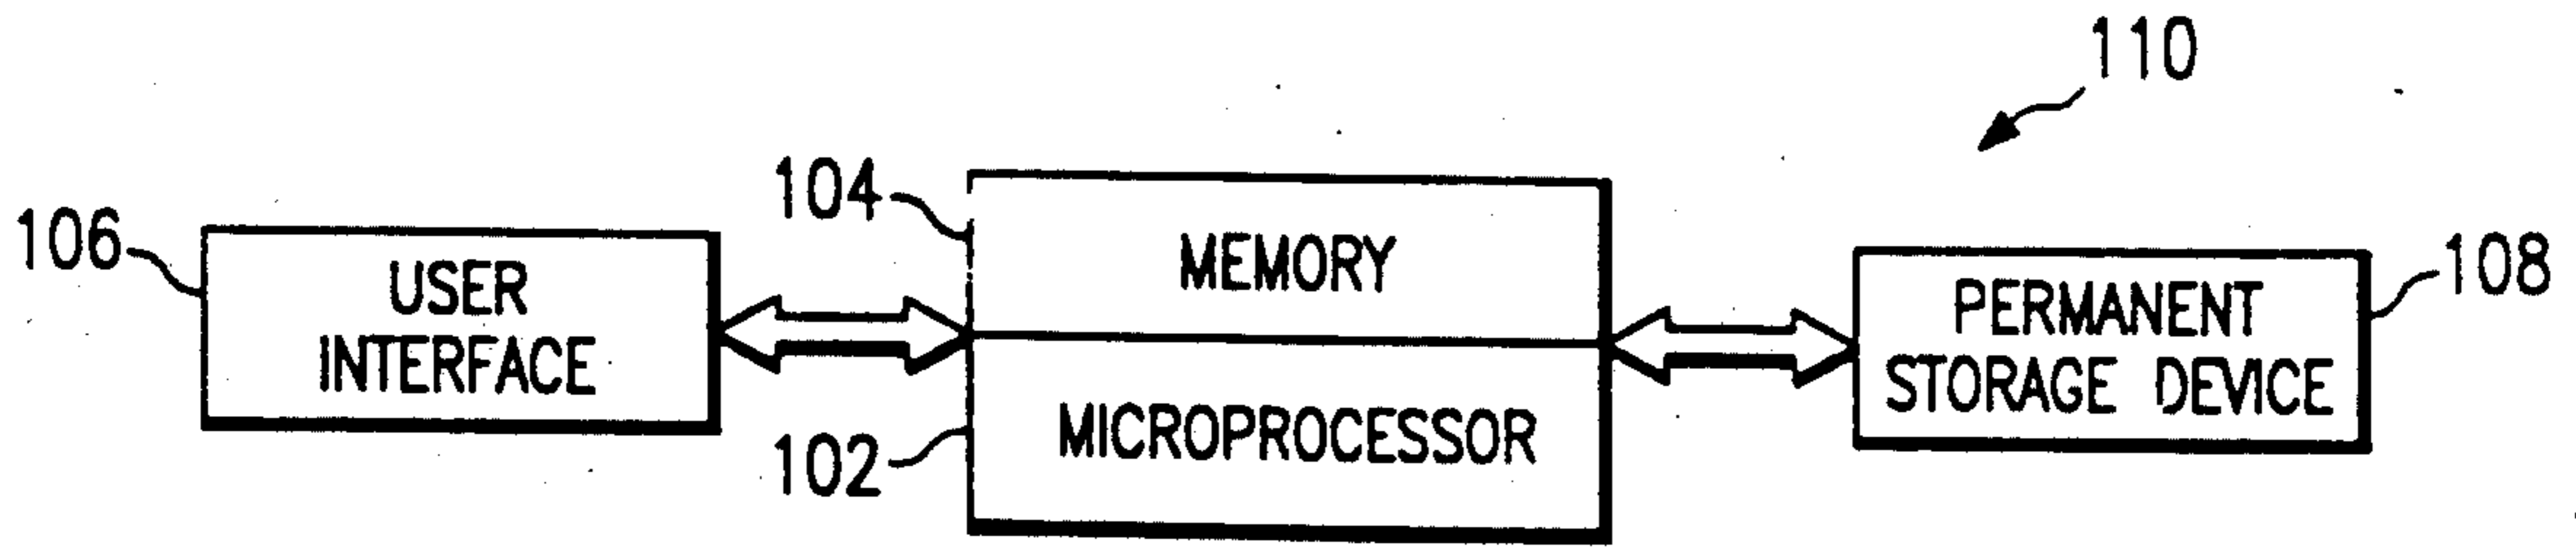 110
104
106
USER
INTERFACE
MEMORY
108
PERMANENT
STORAGE DEVICE
102
MICROPROCESSOR